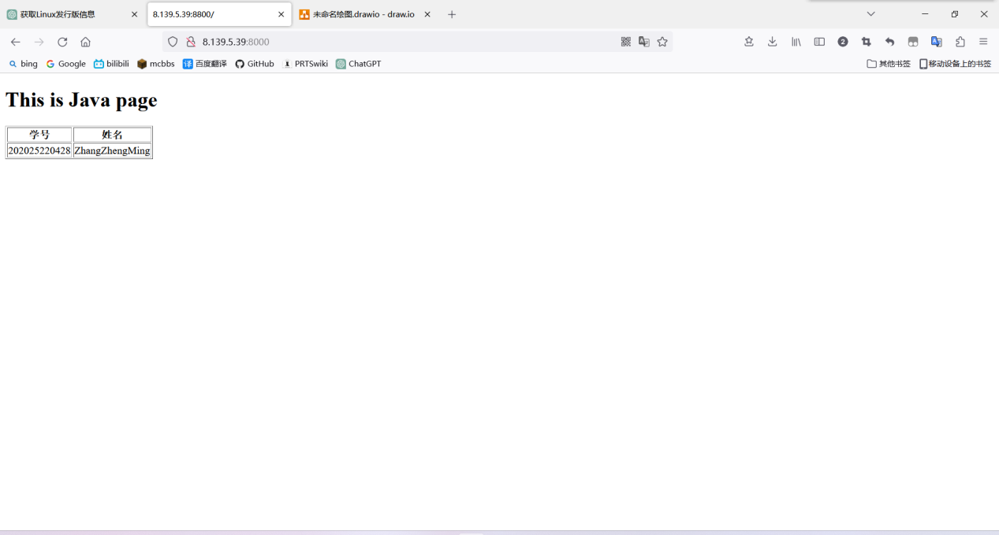 获取Linux发行版信息
8.139.5.39:8800/
未命名绘图.drawio - draw.io
8.139.5.39:8000
2
bing
Google
bilibili
mcbbs
译 百度翻译
GitHub
PRTSwiki
ChatGPT
其他书签
移动设备上的书签
This is Java page
学号 姓名
202025220428 ZhangZhengMing